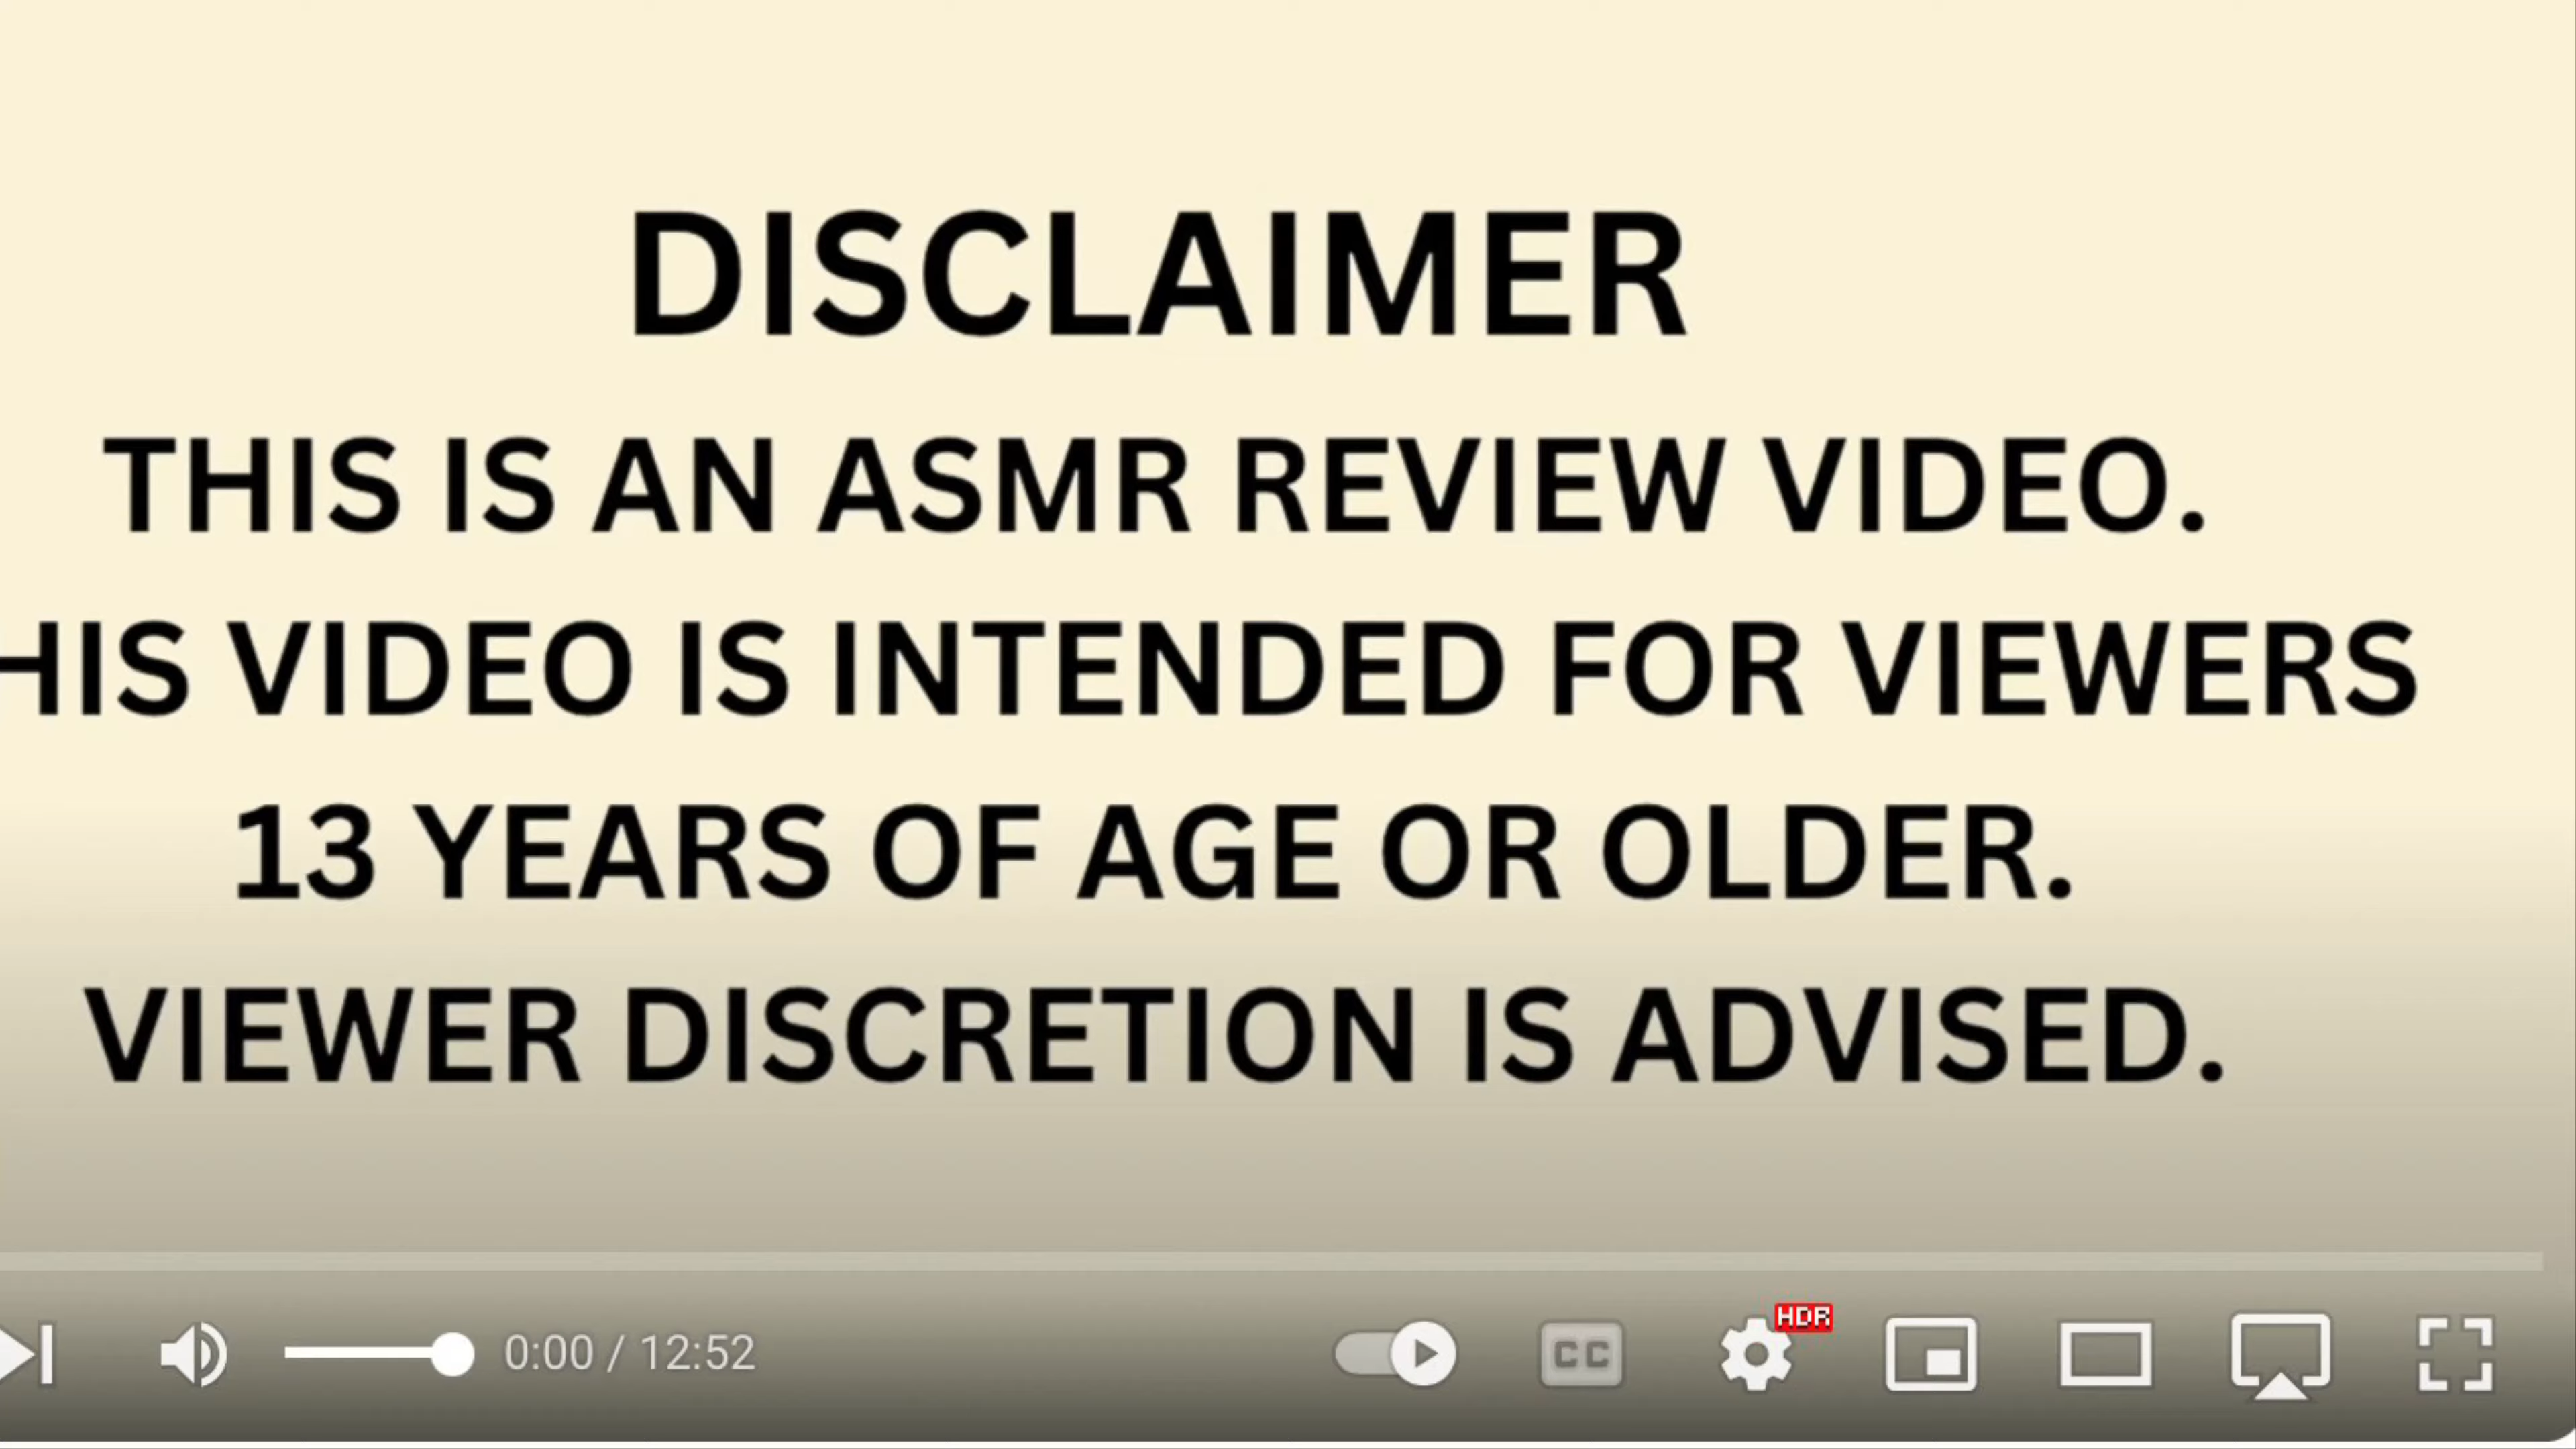 DISCLAIMER
THIS IS AN ASMR REVIEW VIDEO.
HIS VIDEO IS INTENDED FOR VIEWERS
13 YEARS OF AGE OR OLDER.
VIEWER DISCRETION IS ADVISED.
0:00 / 12:52
CC
HDR